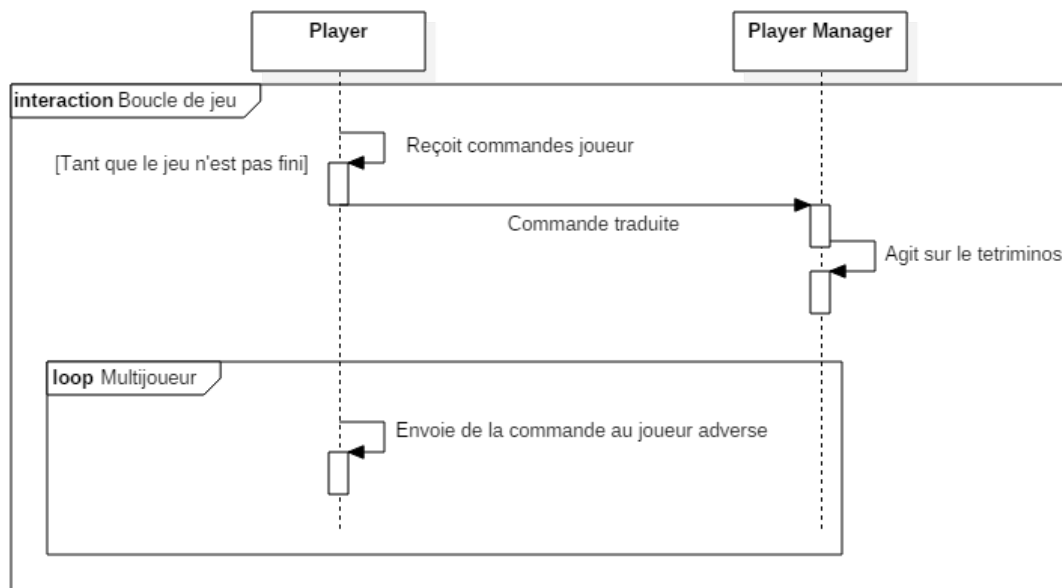 Player
Player Manager
interaction Boucle de jeu
Reçoit commandes joueur
[Tant que le jeu n'est pas fini]
Commande traduite
Agit sur le tetriminos
loop Multijoueur
Envoie de la commande au joueur adverse